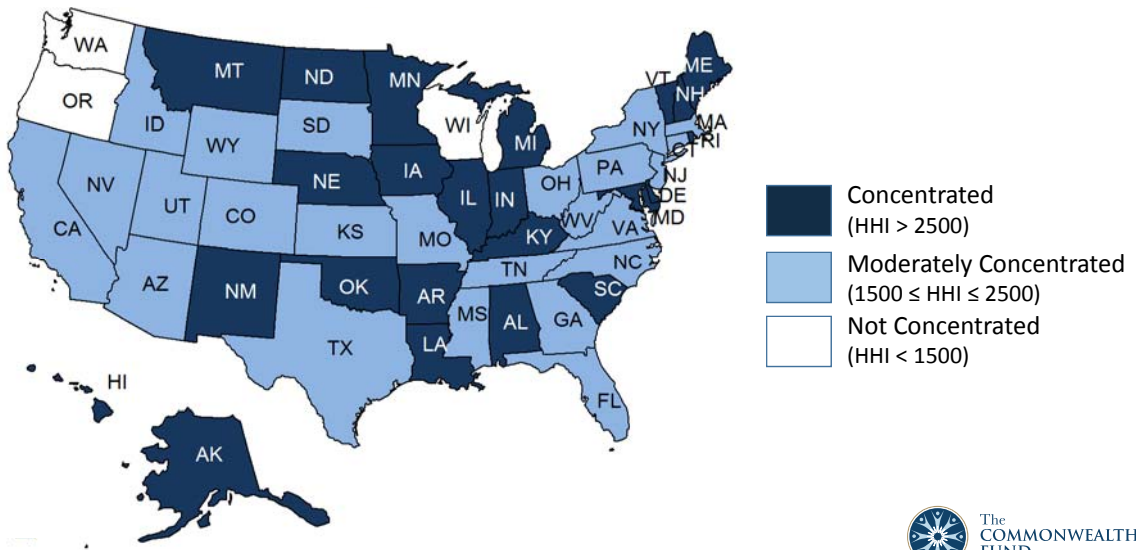 WA
MT
ND
MN
VT
ME
NH
OR
ID
WY
SD
WI
MI
NY
MA
RI
CT
NV
UT
CO
NE
IA
IL
IN
OH
PA
NJ
DE
MD
CA
KS
MO
KY
WV
VA
AZ
NM
OK
AR
TN
NC
SC
TX
LA
MS
AL
GA
FL
HI
AK
Concentrated
(HHI > 2500)
Moderately Concentrated
(1500 ≤ HHI ≤ 2500)
Not Concentrated
(HHI < 1500)
The
COMMONWEALTH
FUND